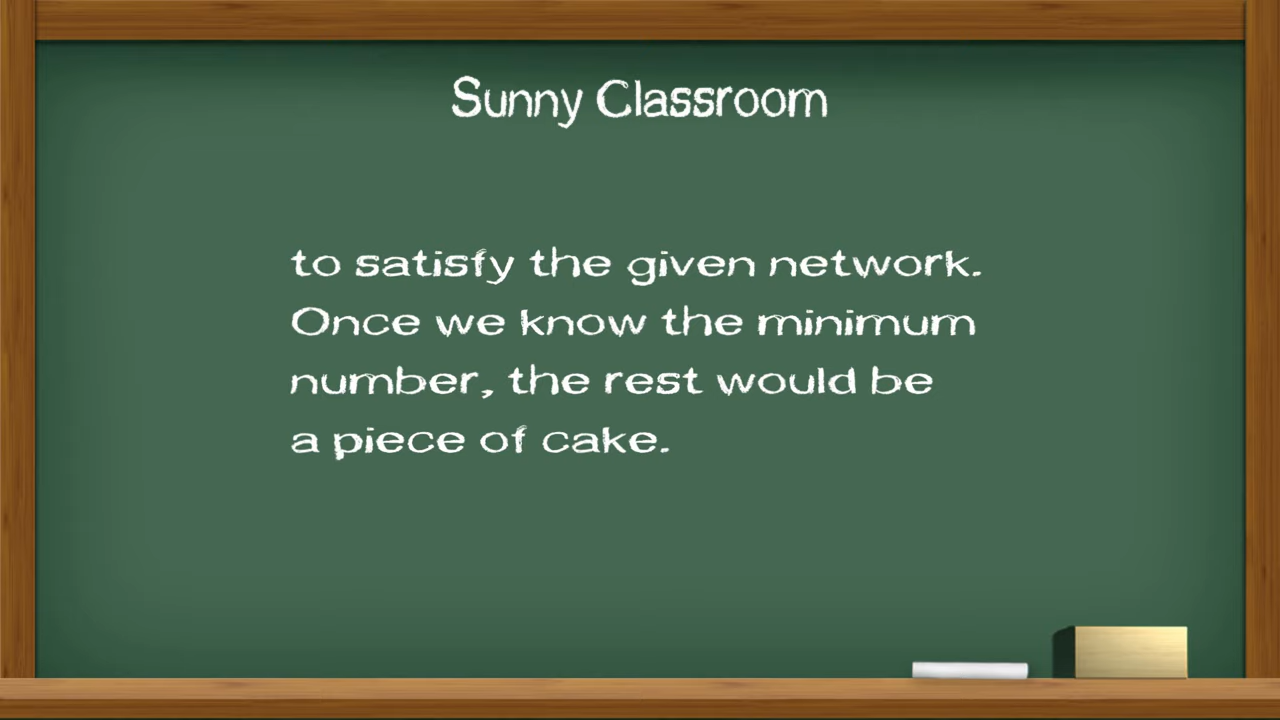 Sunny Classroom
to satisfy the given network.
Once we know the minimum
number, the rest would be
a piece of cake.